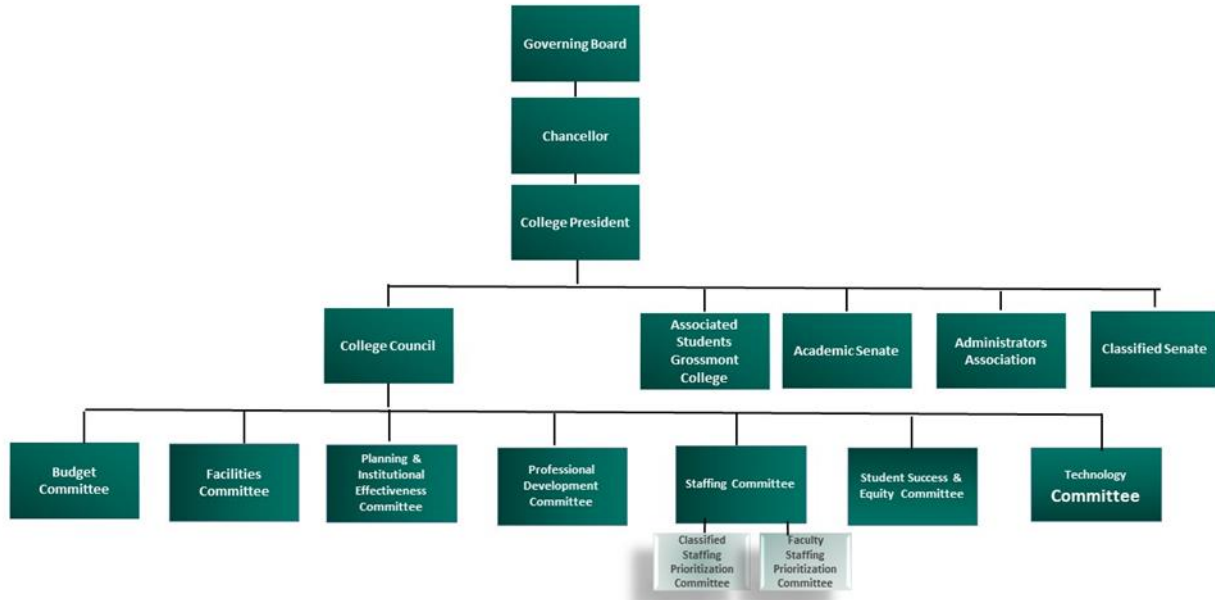 Governing Board
Chancellor
College President
College Council
Associated
Students
Grossmont
College
Academic Senate
Administrators
Association
Classified Senate
Budget
Committee
Facilities
Committee
Planning &
Institutional
Effectiveness
Committee
Professional
Development
Committee
Staffing Committee
Student Success &
Equity Committee
Technology
Committee
Classified
Staffing
Prioritization
Committee
Faculty
Staffing
Prioritization
Committee